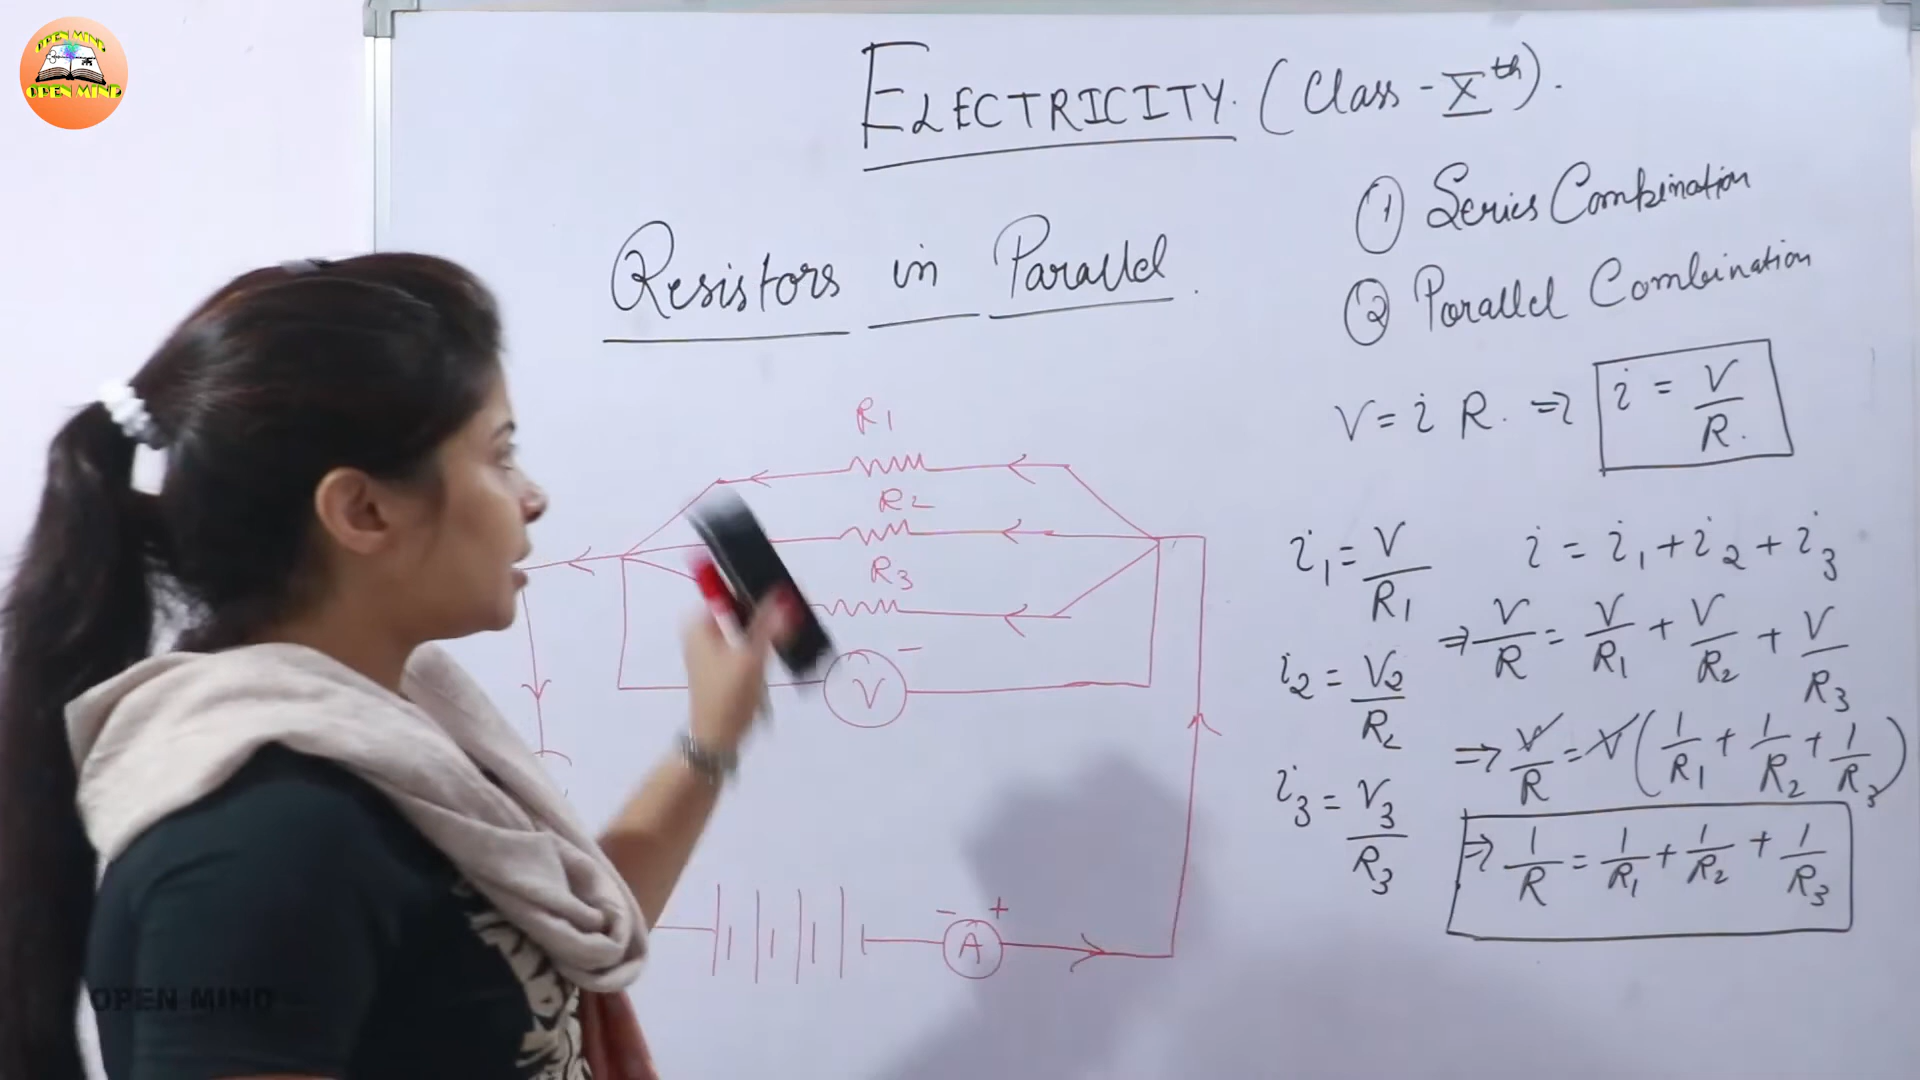 OPEN MIND
OPEN MIND
ELECTRICITY. (Class - Xth).
① Series Combination
② Parallel Combination
Resistors in Parallel.
V = i R. ⇒ i = V/R.
R1
R2
R3
V
−
i1 = V/R1
i = i1 + i2 + i3
⇒ V/R = V/R1 + V/R2 + V/R3
i2 = V2/R2
⇒ V/R = V(1/R1 + 1/R2 + 1/R3)
i3 = V3/R3
⇒ 1/R = 1/R1 + 1/R2 + 1/R3
− +
A
OPEN MIND